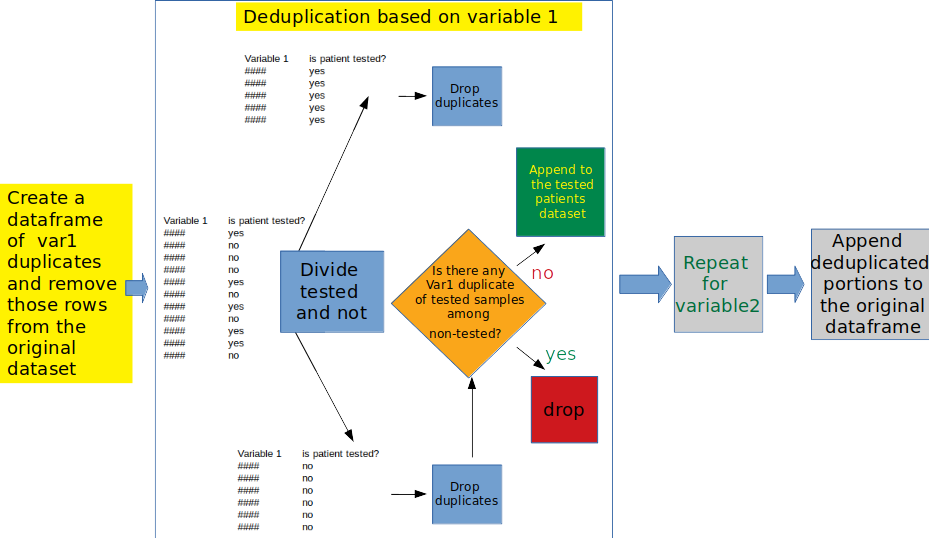 Deduplication based on variable 1
Variable 1 is patient tested?
#### yes
#### yes
#### yes
#### yes
#### yes
Drop
duplicates
Append to
the tested
patients
dataset
Create a
dataframe
of var1
duplicates
and remove
those rows
from the
original
dataset
Variable 1 is patient tested?
#### yes
#### no
#### no
#### no
#### yes
#### no
#### yes
#### no
#### yes
#### yes
#### no
Divide
tested
and not
Is there any
Var1 duplicate
of tested samples
among
non-tested?
no
yes
drop
Repeat
for
variable2
Append
deduplicated
portions to
the original
dataframe
Variable 1 is patient tested?
#### no
#### no
#### no
#### no
#### no
#### no
Drop
duplicates